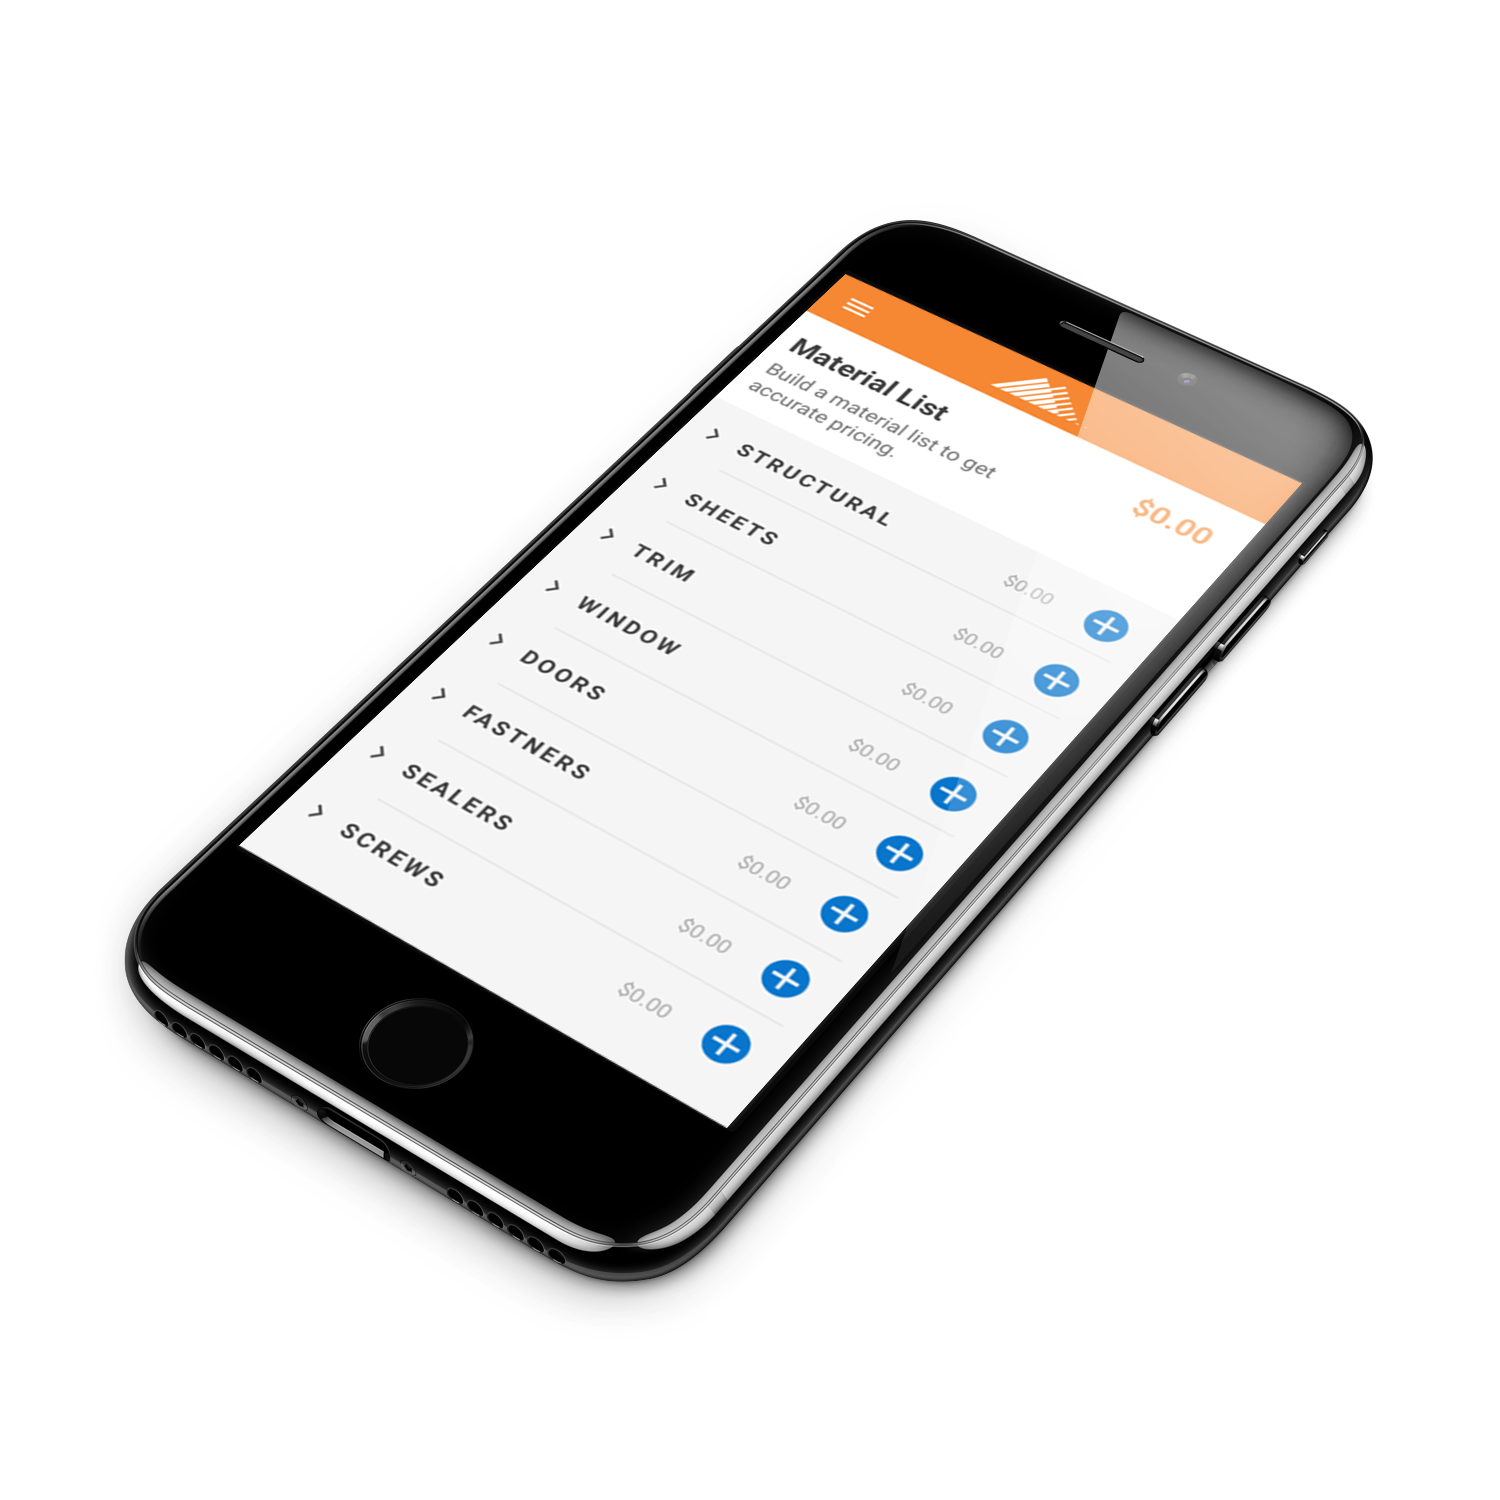 Material List
Build a material list to get
accurate pricing.
$0.00
STRUCTURAL $0.00
SHEETS $0.00
TRIM $0.00
WINDOW $0.00
DOORS $0.00
FASTNERS $0.00
SEALERS $0.00
SCREWS $0.00